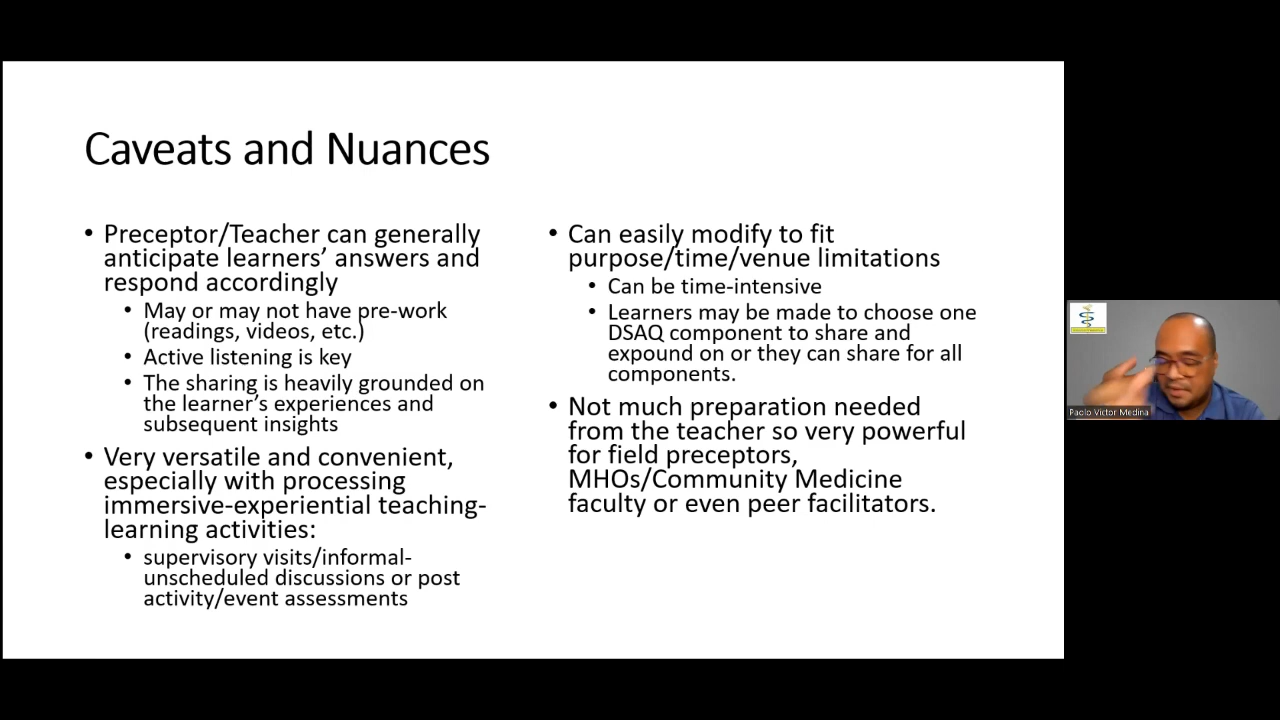 Caveats and Nuances
• Preceptor/Teacher can generally
anticipate learners’ answers and
respond accordingly
• May or may not have pre-work
(readings, videos, etc.)
• Active listening is key
• The sharing is heavily grounded on
the learner’s experiences and
subsequent insights
• Very versatile and convenient,
especially with processing
immersive-experiential teaching-
learning activities:
• supervisory visits/informal-
unscheduled discussions or post
activity/event assessments
• Can easily modify to fit
purpose/time/venue limitations
• Can be time-intensive
• Learners may be made to choose one
DSAQ component to share and
expound on or they can share for all
components.
• Not much preparation needed
from the teacher so very powerful
for field preceptors,
MHOs/Community Medicine
faculty or even peer facilitators.
Paolo Victor Medina